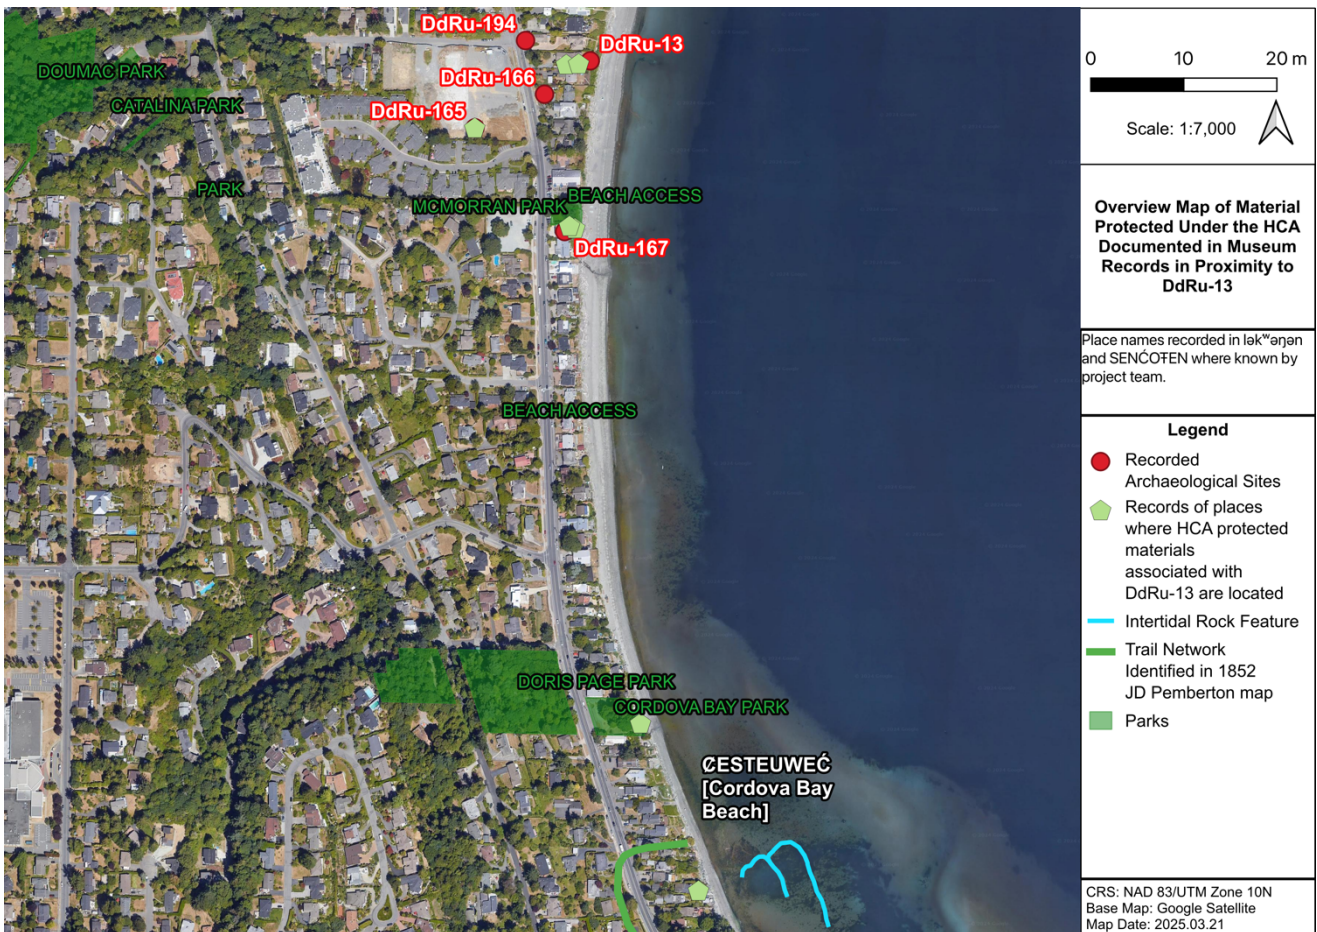 DdRu-194
DdRu-13
DOUMAC PARK
DdRu-166
CATALINA PARK
DdRu-165
PARK
BEACH ACCESS
MCMORRAN PARK
DdRu-167
BEACH ACCESS
DORIS PAGE PARK
CORDOVA BAY PARK
ȻESTEUWEĆ
[Cordova Bay
Beach]
0 10 20 m
Scale: 1:7,000
Overview Map of Material
Protected Under the HCA
Documented in Museum
Records in Proximity to
DdRu-13
Place names recorded in lək̓ʷəŋən
and SENĆOŦEN where known by
project team.
Legend
Recorded
Archaeological Sites
Records of places
where HCA protected
materials
associated with
DdRu-13 are located
Intertidal Rock Feature
Trail Network
Identified in 1852
JD Pemberton map
Parks
CRS: NAD 83/UTM Zone 10N
Base Map: Google Satellite
Map Date: 2025.03.21